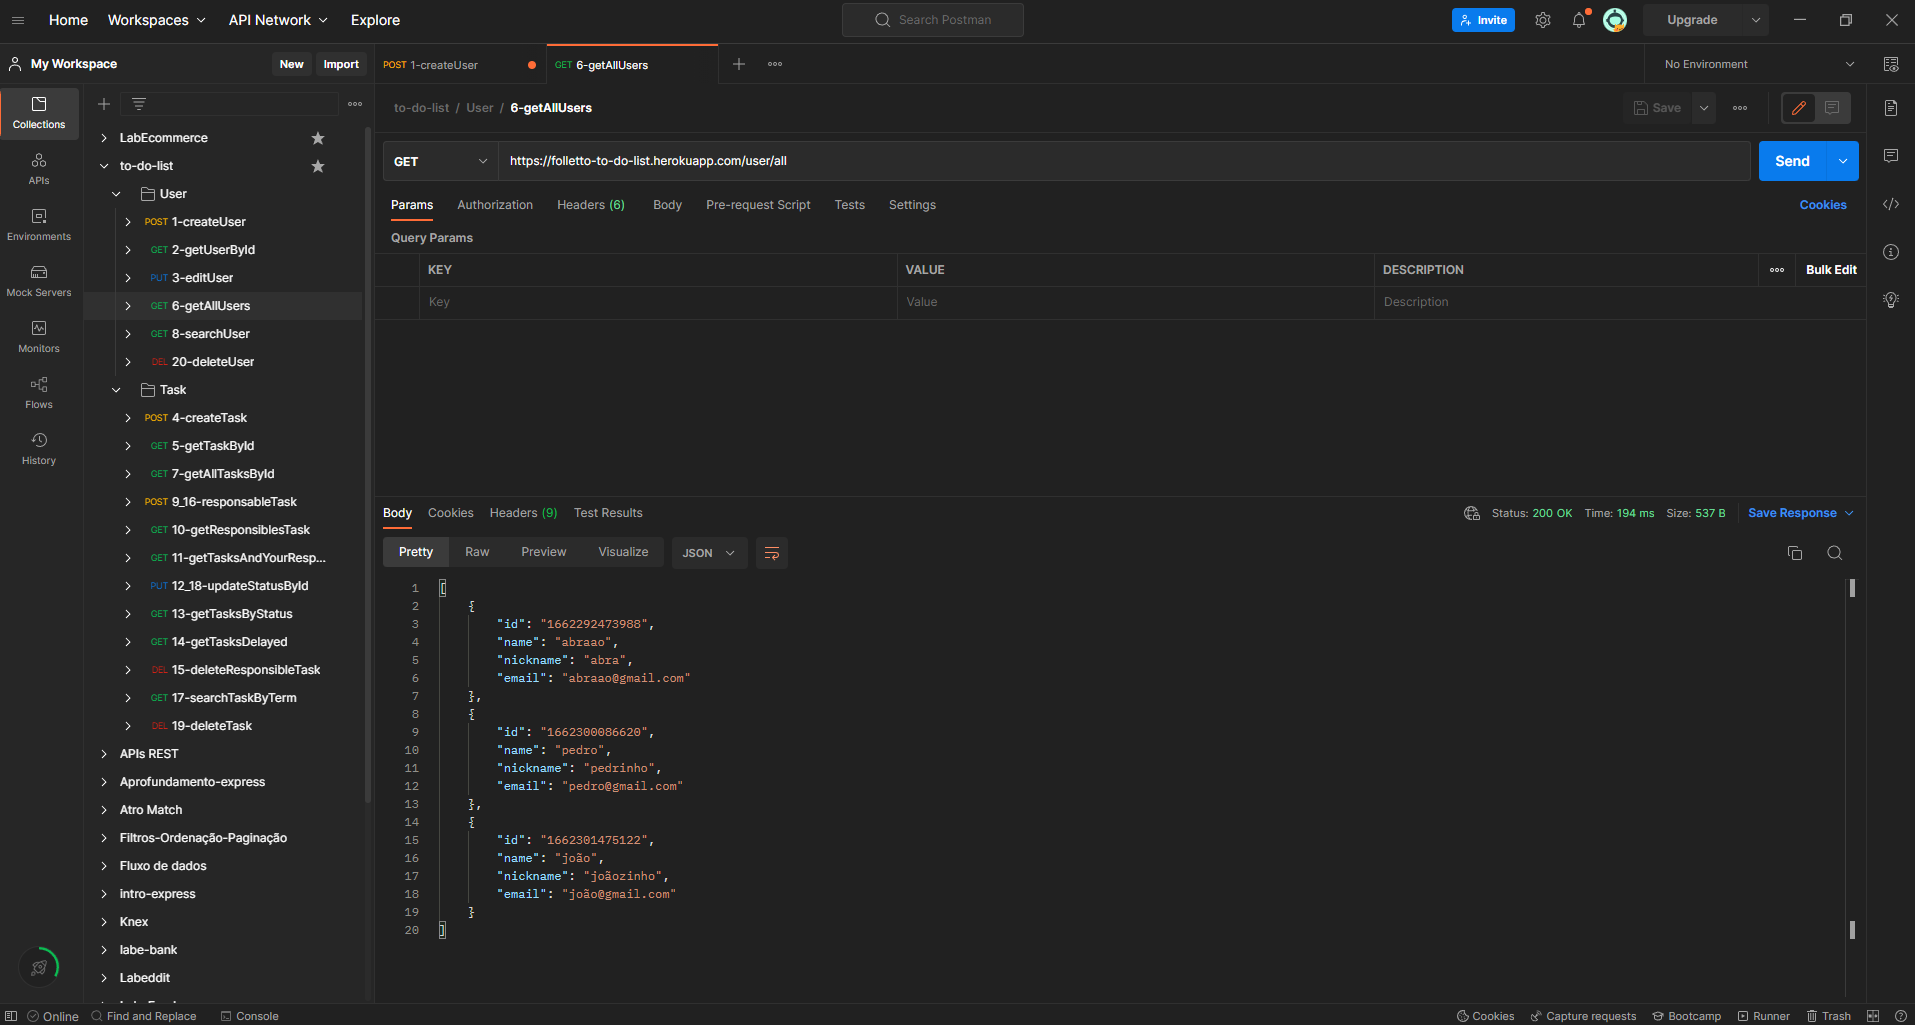 Home Workspaces API Network Explore Search Postman Invite Upgrade
My Workspace New Import POST 1-createUser GET 6-getAllUsers No Environment
Collections
APIs
Environments
Mock Servers
Monitors
Flows
History
LabEcommerce
to-do-list
User
POST 1-createUser
GET 2-getUserById
PUT 3-editUser
GET 6-getAllUsers
GET 8-searchUser
DEL 20-deleteUser
Task
POST 4-createTask
GET 5-getTaskById
GET 7-getAllTasksById
POST 9_16-responsableTask
GET 10-getResponsiblesTask
GET 11-getTasksAndYourResp...
PUT 12_18-updateStatusById
GET 13-getTasksByStatus
GET 14-getTasksDelayed
DEL 15-deleteResponsibleTask
GET 17-searchTaskByTerm
DEL 19-deleteTask
APIs REST
Aprofundamento-express
Atro Match
Filtros-Ordenação-Paginação
Fluxo de dados
intro-express
Knex
labe-bank
Labeddit
to-do-list / User / 6-getAllUsers Save
GET https://folletto-to-do-list.herokuapp.com/user/all Send
Params Authorization Headers (6) Body Pre-request Script Tests Settings Cookies
Query Params
KEY VALUE DESCRIPTION Bulk Edit
Key Value Description
Body Cookies Headers (9) Test Results Status: 200 OK Time: 194 ms Size: 537 B Save Response
Pretty Raw Preview Visualize JSON
1 [
2 {
3 "id": "1662292473988",
4 "name": "abraao",
5 "nickname": "abra",
6 "email": "abraao@gmail.com"
7 },
8 {
9 "id": "1662300086620",
10 "name": "pedro",
11 "nickname": "pedrinho",
12 "email": "pedro@gmail.com"
13 },
14 {
15 "id": "1662301475122",
16 "name": "joão",
17 "nickname": "joãozinho",
18 "email": "joão@gmail.com"
19 }
20 ]
Online Find and Replace Console Cookies Capture requests Bootcamp Runner Trash